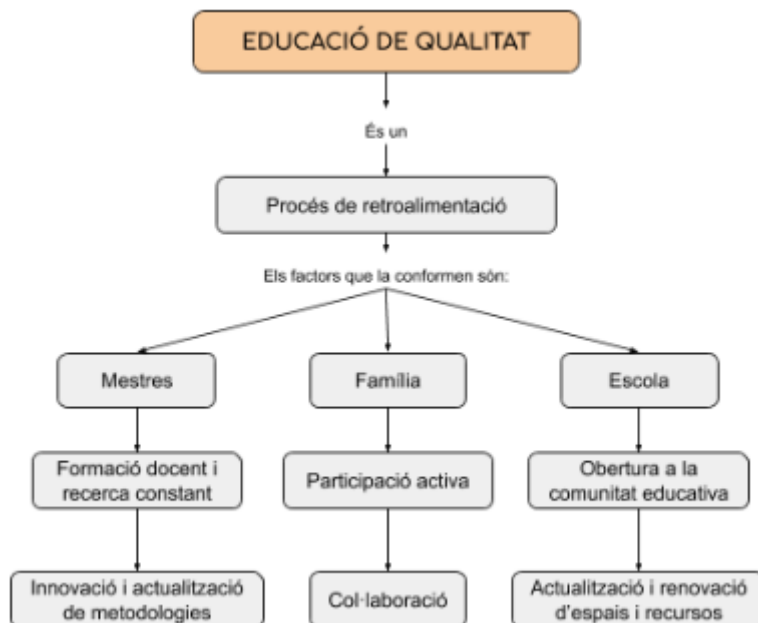 EDUCACIÓ DE QUALITAT
És un
Procés de retroalimentació
Els factors que la conformen són:
Mestres
Família
Escola
Formació docent i
recerca constant
Participació activa
Obertura a la
comunitat educativa
Innovació i actualització
de metodologies
Col·laboració
Actualització i renovació
d'espais i recursos